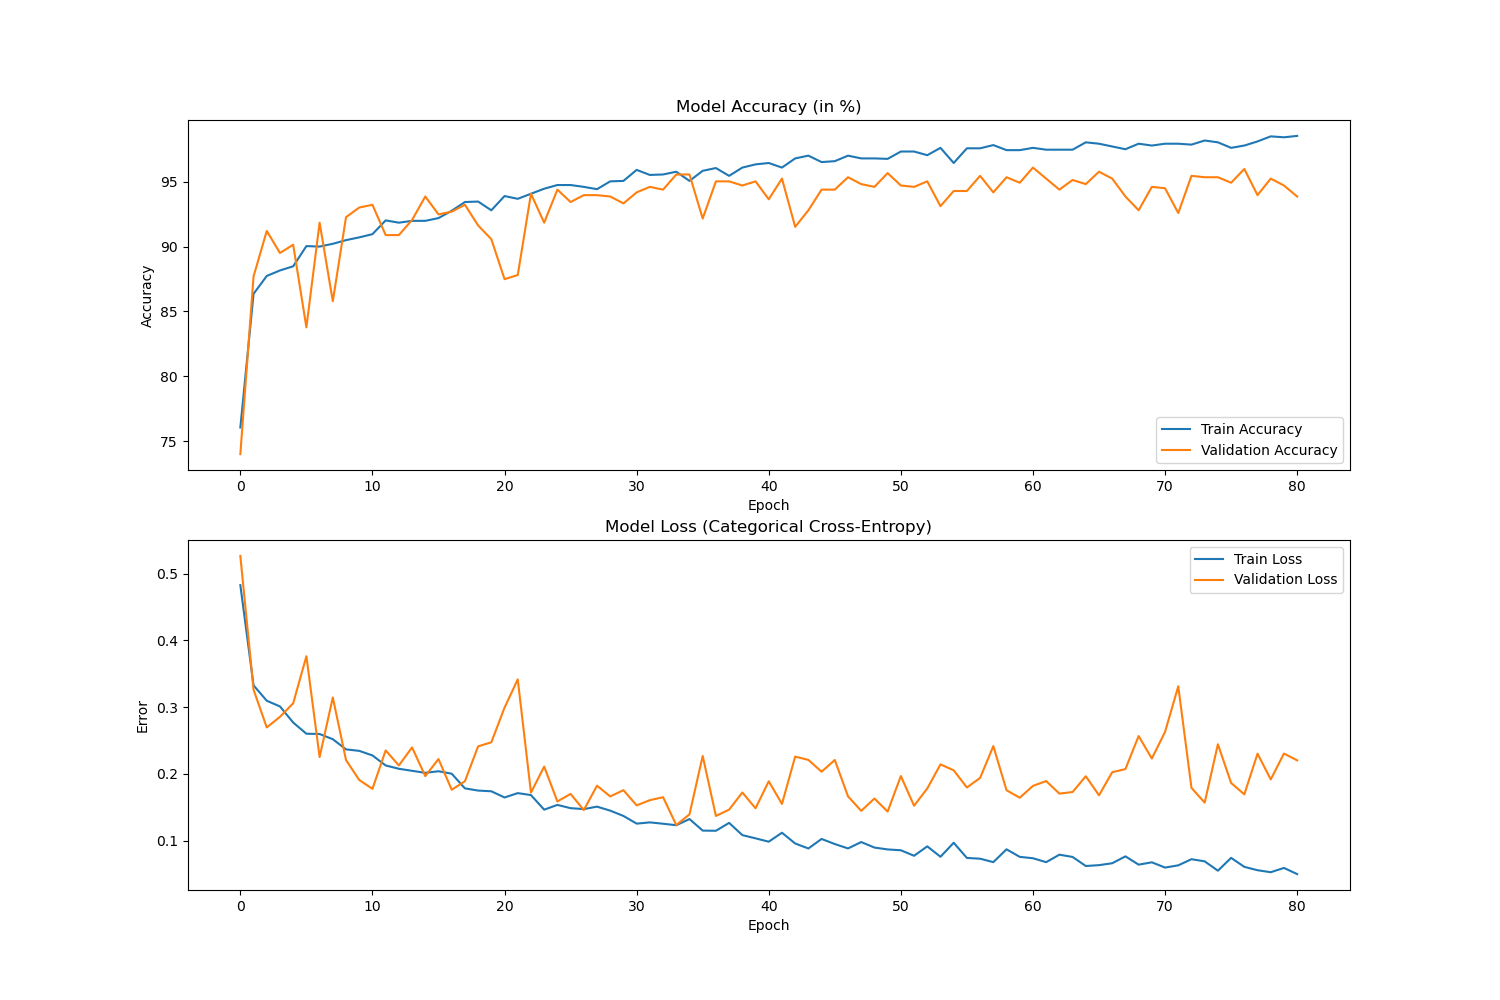 Model Accuracy (in %)
Accuracy
95
90
85
80
75
Train Accuracy
Validation Accuracy
0 10 20 30 40 50 60 70 80
Epoch
Model Loss (Categorical Cross-Entropy)
Error
0.5
0.4
0.3
0.2
0.1
Train Loss
Validation Loss
0 10 20 30 40 50 60 70 80
Epoch